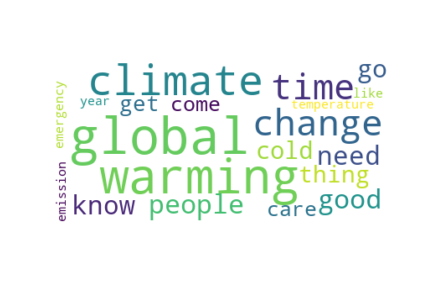 climate time go
like
year get come temperature
emergency
global change
cold need
warming thing
emission
know people care good